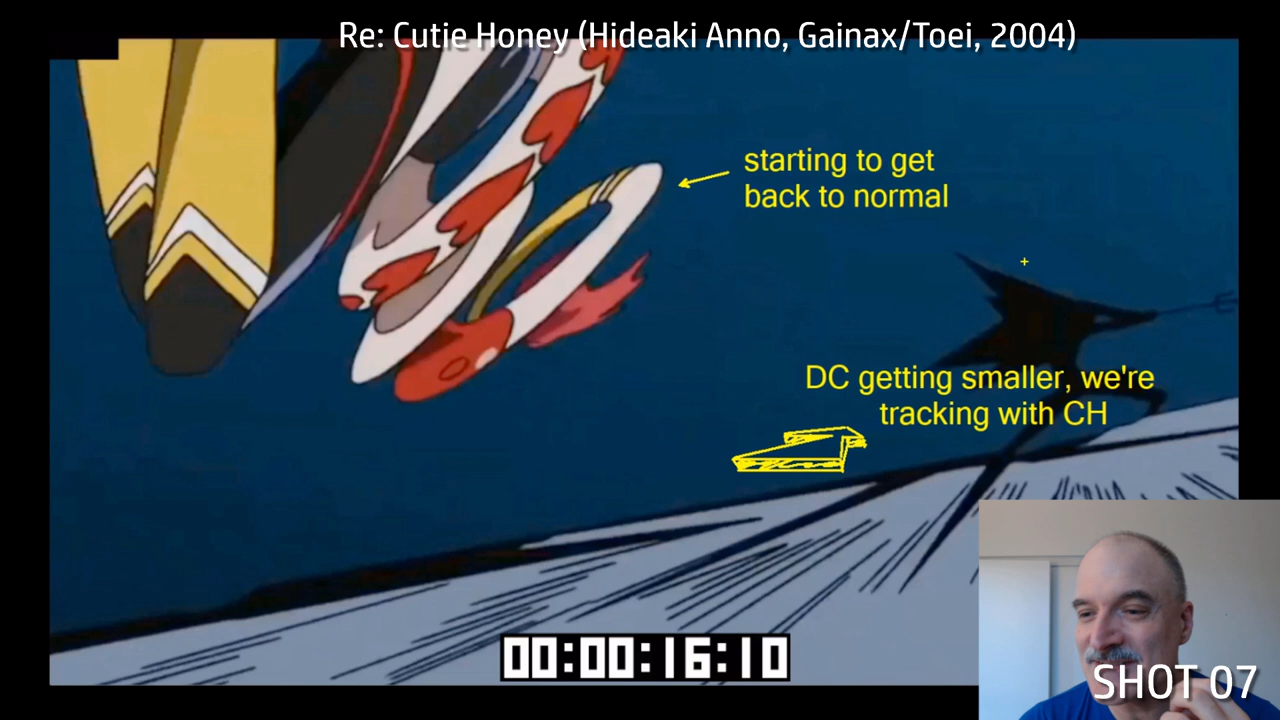 Re: Cutie Honey (Hideaki Anno, Gainax/Toei, 2004)
starting to get
back to normal
DC getting smaller, we're
tracking with CH
00:00:16:10
SHOT 07